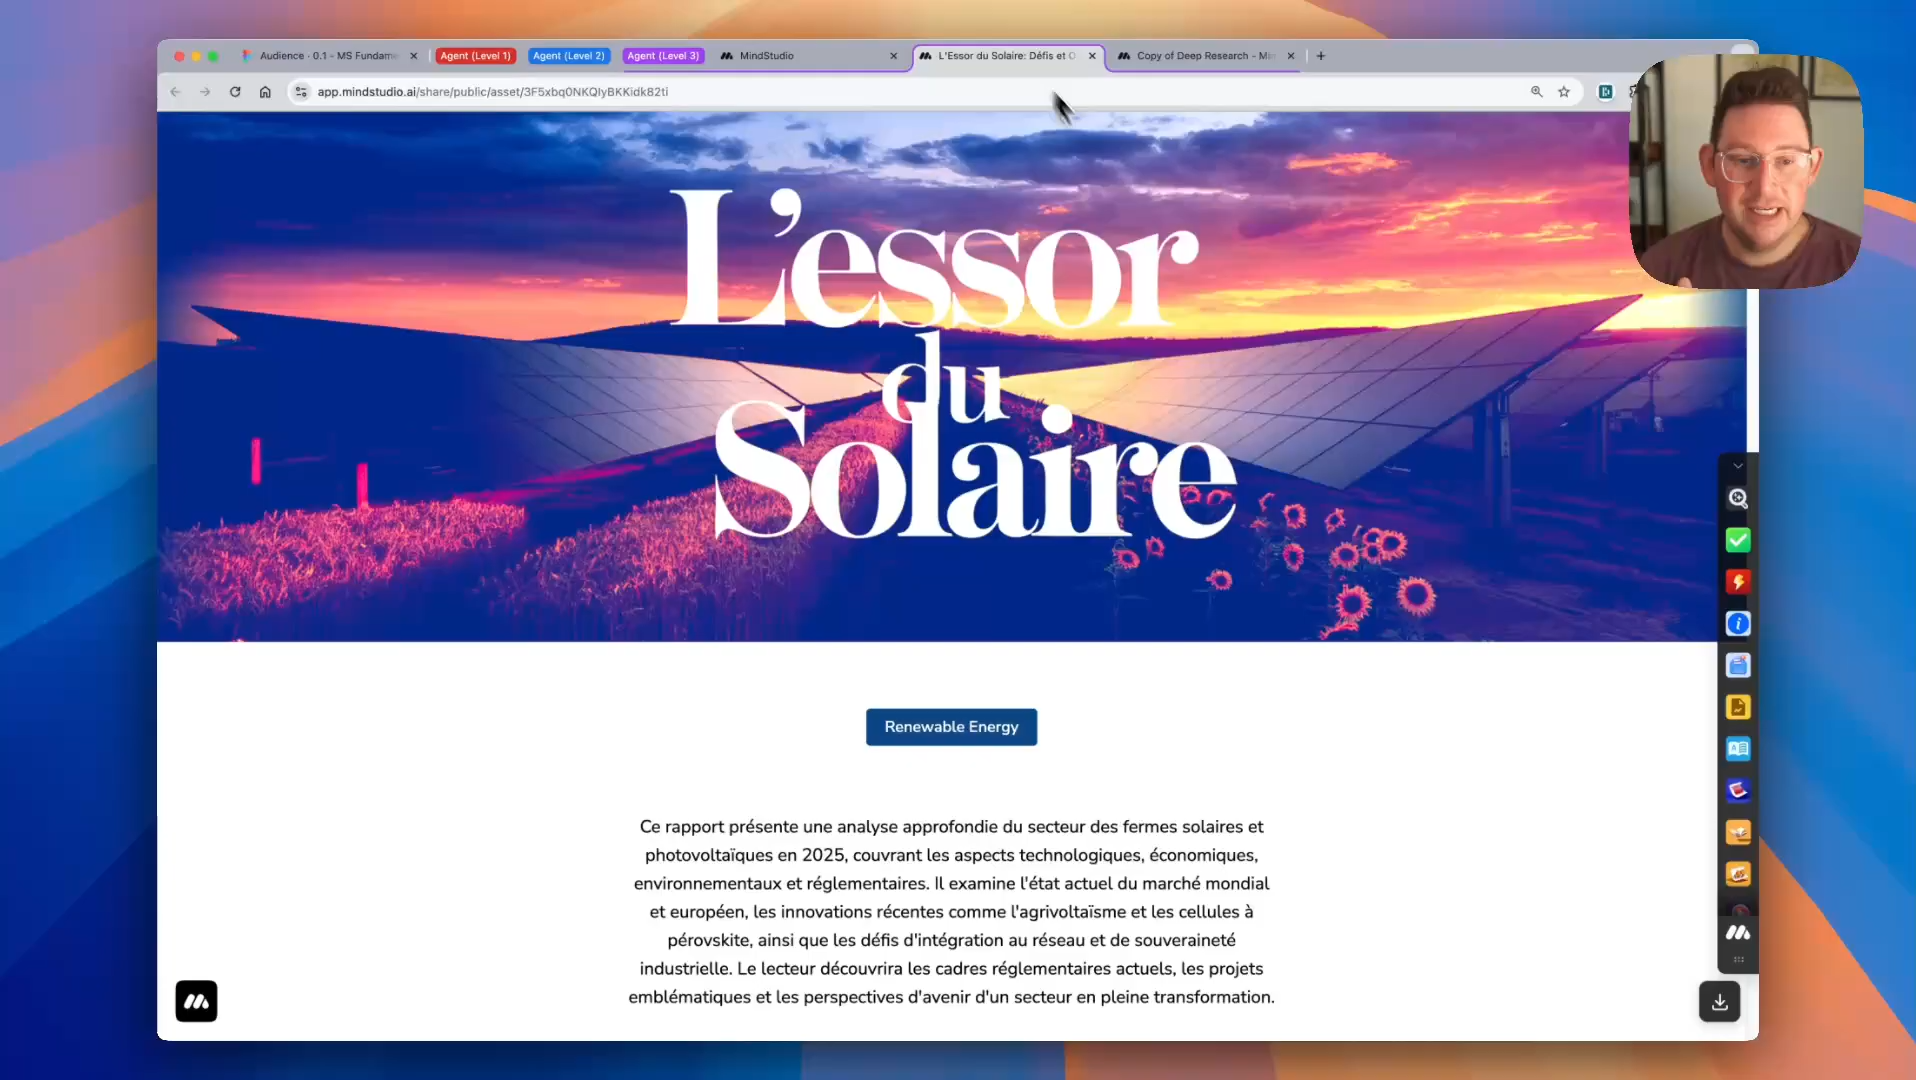 Audience · 0.1 - MS Fundame
Agent (Level 1)
Agent (Level 2)
Agent (Level 3)
MindStudio
L'Essor du Solaire: Défis et O
Copy of Deep Research - Mi
app.mindstudio.ai/share/public/asset/3F5xbq0NKQIyBKKidk82ti
L'essor
du
Solaire
Renewable Energy
Ce rapport présente une analyse approfondie du secteur des fermes solaires et
photovoltaïques en 2025, couvrant les aspects technologiques, économiques,
environnementaux et réglementaires. Il examine l'état actuel du marché mondial
et européen, les innovations récentes comme l'agrivoltaïsme et les cellules à
pérovskite, ainsi que les défis d'intégration au réseau et de souveraineté
industrielle. Le lecteur découvrira les cadres réglementaires actuels, les projets
emblématiques et les perspectives d'avenir d'un secteur en pleine transformation.